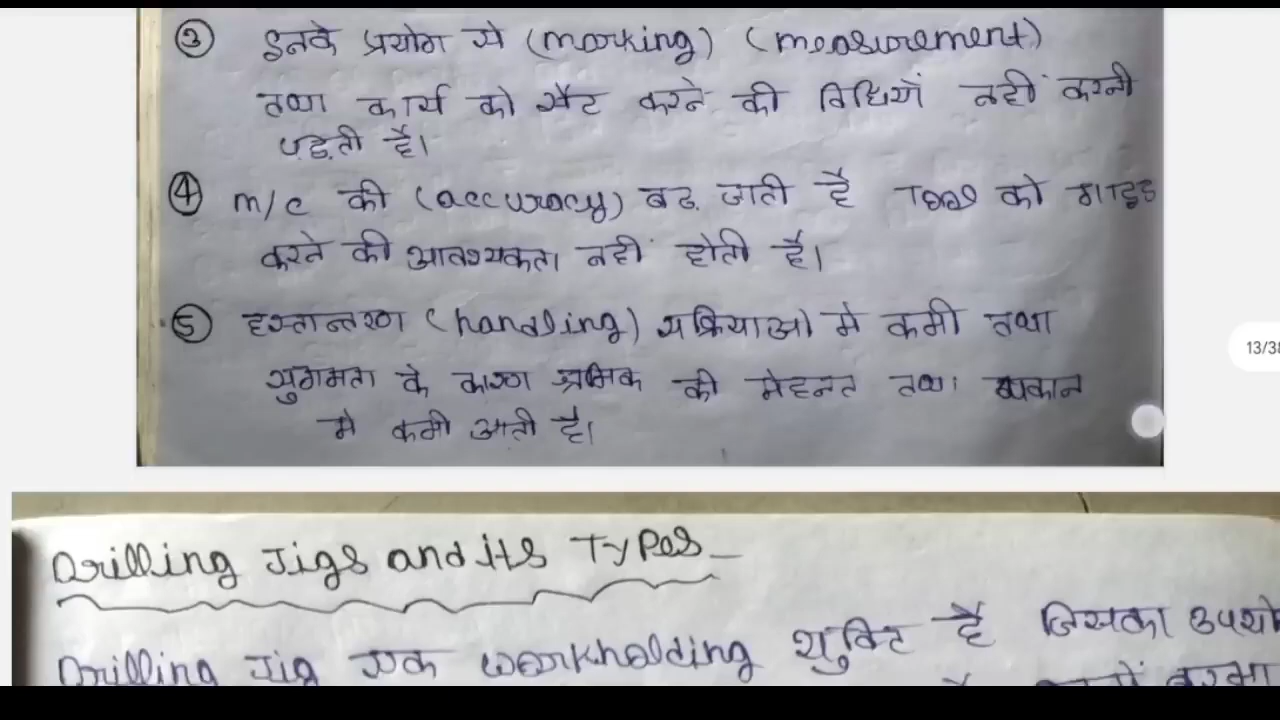 ③ इनके प्रयोग से (marking) (measurement)
तथा कार्य को सैट करने की विधियाँ नहीं करनी
पड़ती है।
④ m/c की (accuracy) बढ़ जाती है Tool को गाइड
करने की आवश्यकता नहीं होती है।
⑤ हस्तान्तरण (handling) प्रक्रियाओ मे कमी तथा
सुगमता के कारण श्रमिक की मेहनत तथा थकान
मे कमी आती है।
13/38
Drilling Jigs and its Types -
Drilling Jig एक workholding युक्ति है जिसका